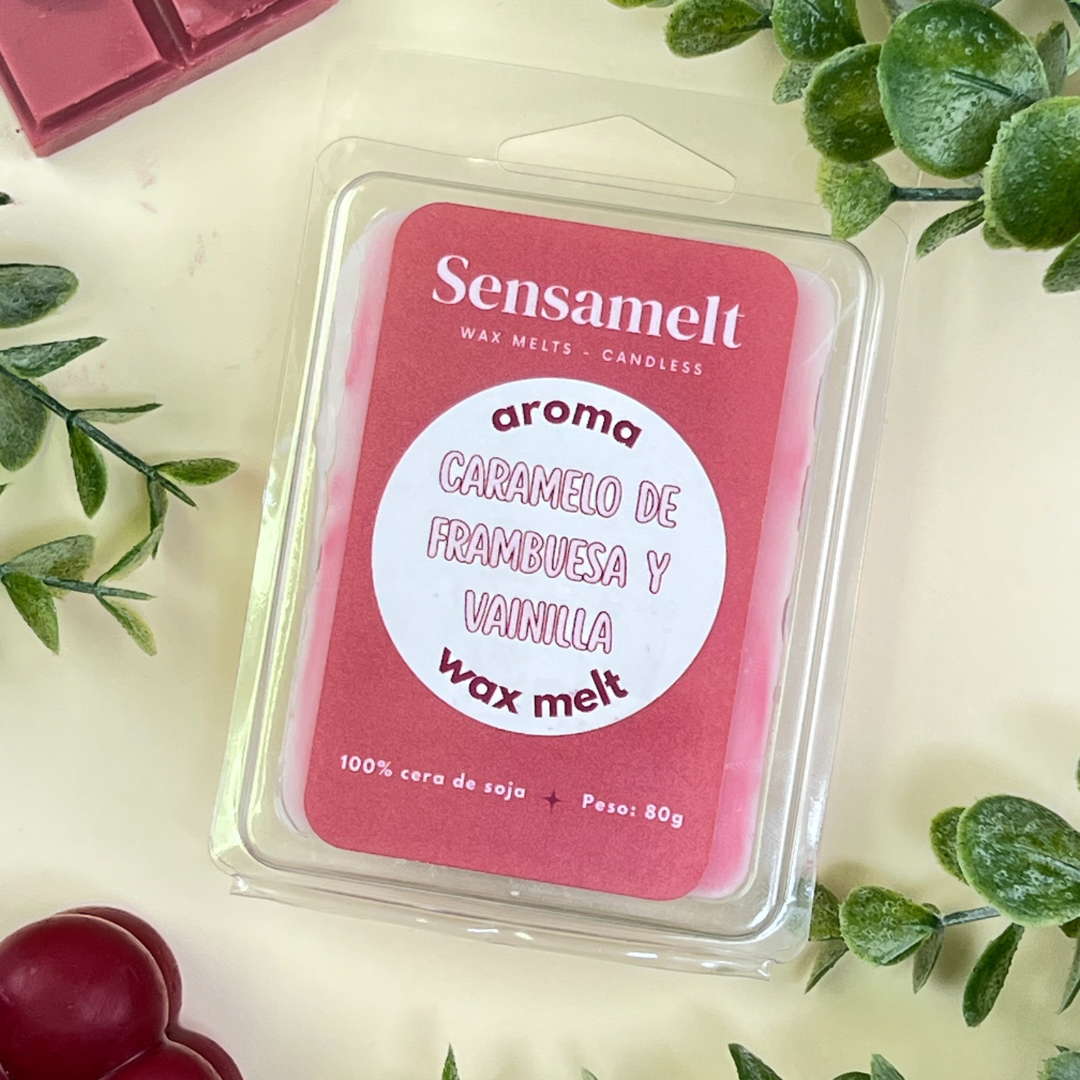 Sensamelt
WAX MELTS - CANDLESS
aroma
CARAMELO DE
FRAMBUESA Y
VAINILLA
wax melt
100% cera de soja ✦ Peso: 80g